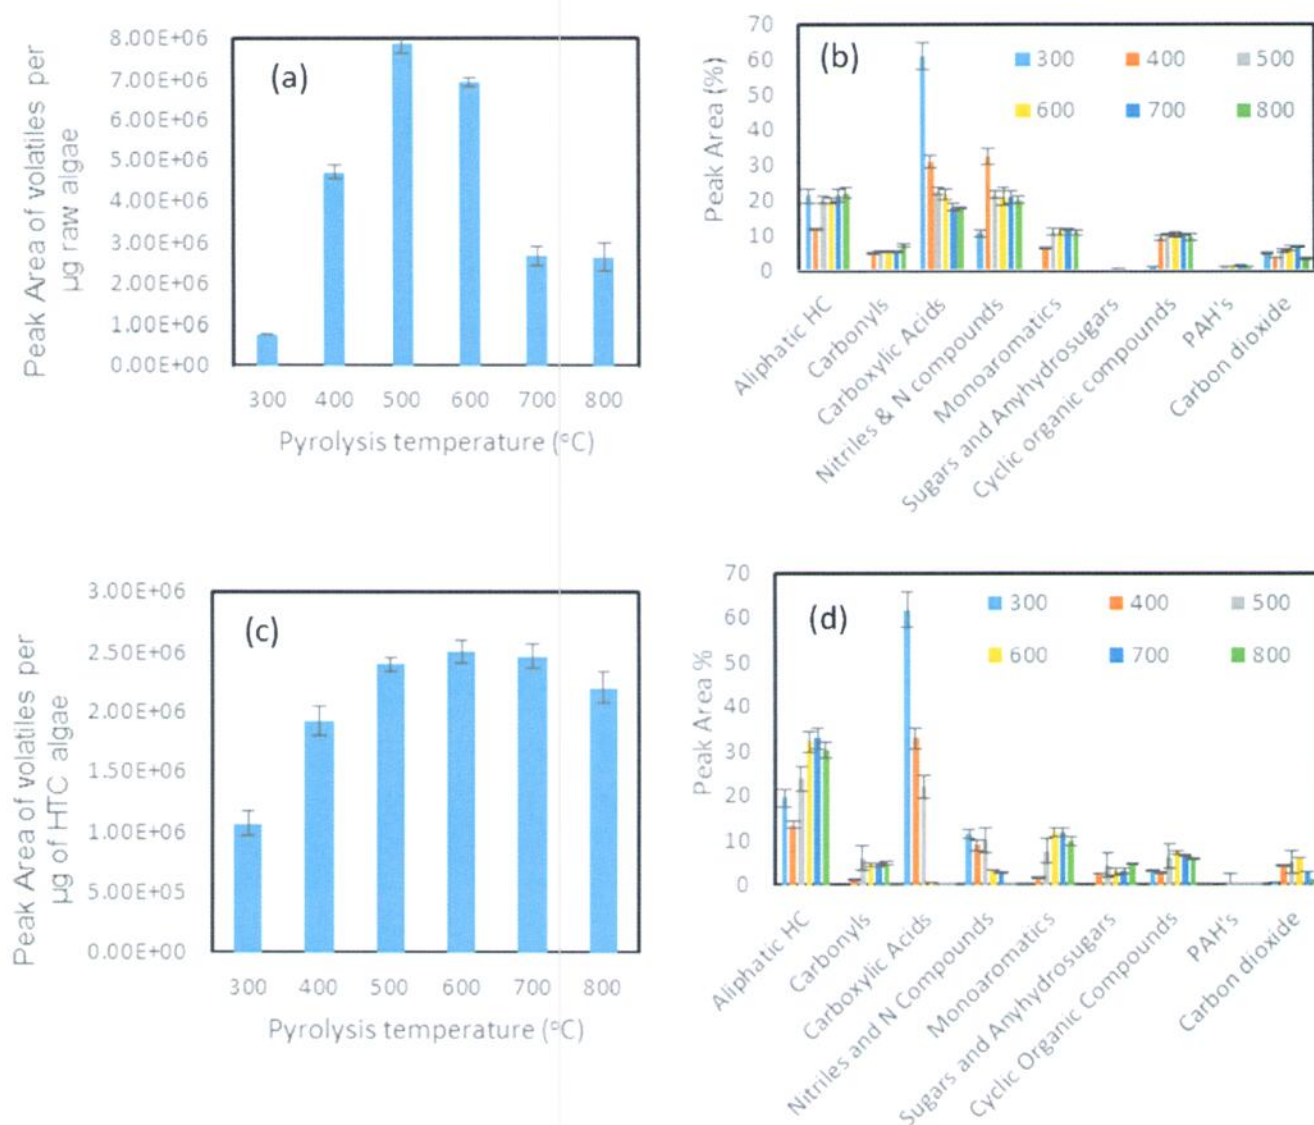 (a)
Peak Area of volatiles per
µg raw algae
8.00E+06
7.00E+06
6.00E+06
5.00E+06
4.00E+06
3.00E+06
2.00E+06
1.00E+06
0.00E+00
300 400 500 600 700 800
Pyrolysis temperature (°C)
(b)
Peak Area (%)
70
60
50
40
30
20
10
0
300 400 500
600 700 800
Aliphatic HC
Carbonyls
Carboxylic Acids
Nitriles & N compounds
Monoaromatics
Sugars and Anyhdrosugars
Cyclic organic compounds
PAH's
Carbon dioxide
(c)
Peak Area of volatiles per
µg of HTC algae
3.00E+06
2.50E+06
2.00E+06
1.50E+06
1.00E+06
5.00E+05
0.00E+00
300 400 500 600 700 800
Pyrolysis temperature (°C)
(d)
Peak Area %
70
60
50
40
30
20
10
0
300 400 500
600 700 800
Aliphatic HC
Carbonyls
Carboxylic Acids
Nitriles and N Compounds
Monoaromatics
Sugars and Anyhdrosugars
Cyclic Organic Compounds
PAH's
Carbon dioxide